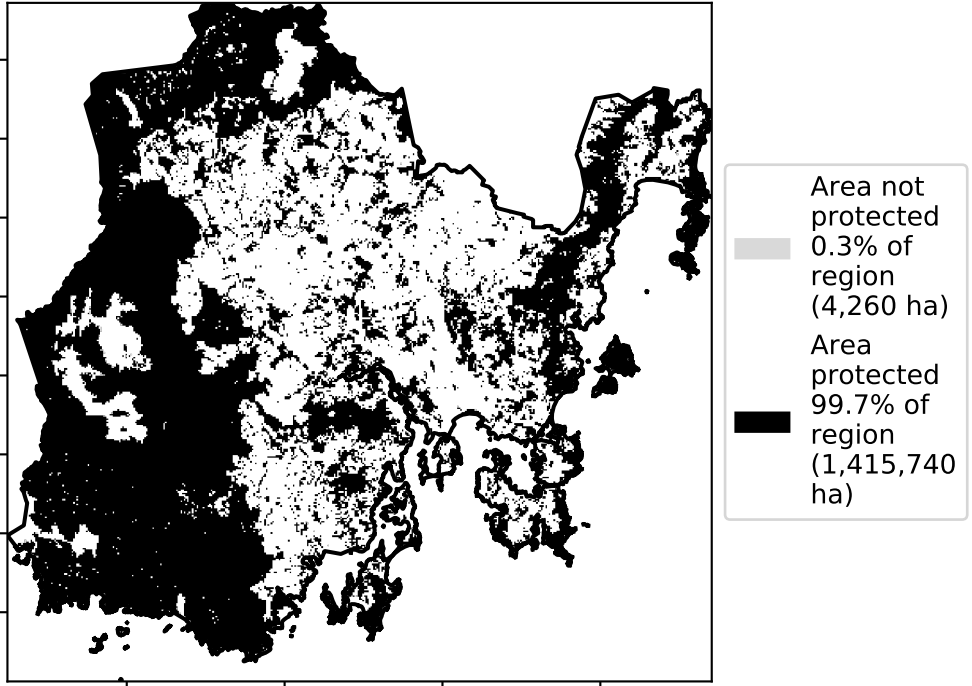 Area not
protected
0.3% of
region
(4,260 ha)
Area
protected
99.7% of
region
(1,415,740
ha)